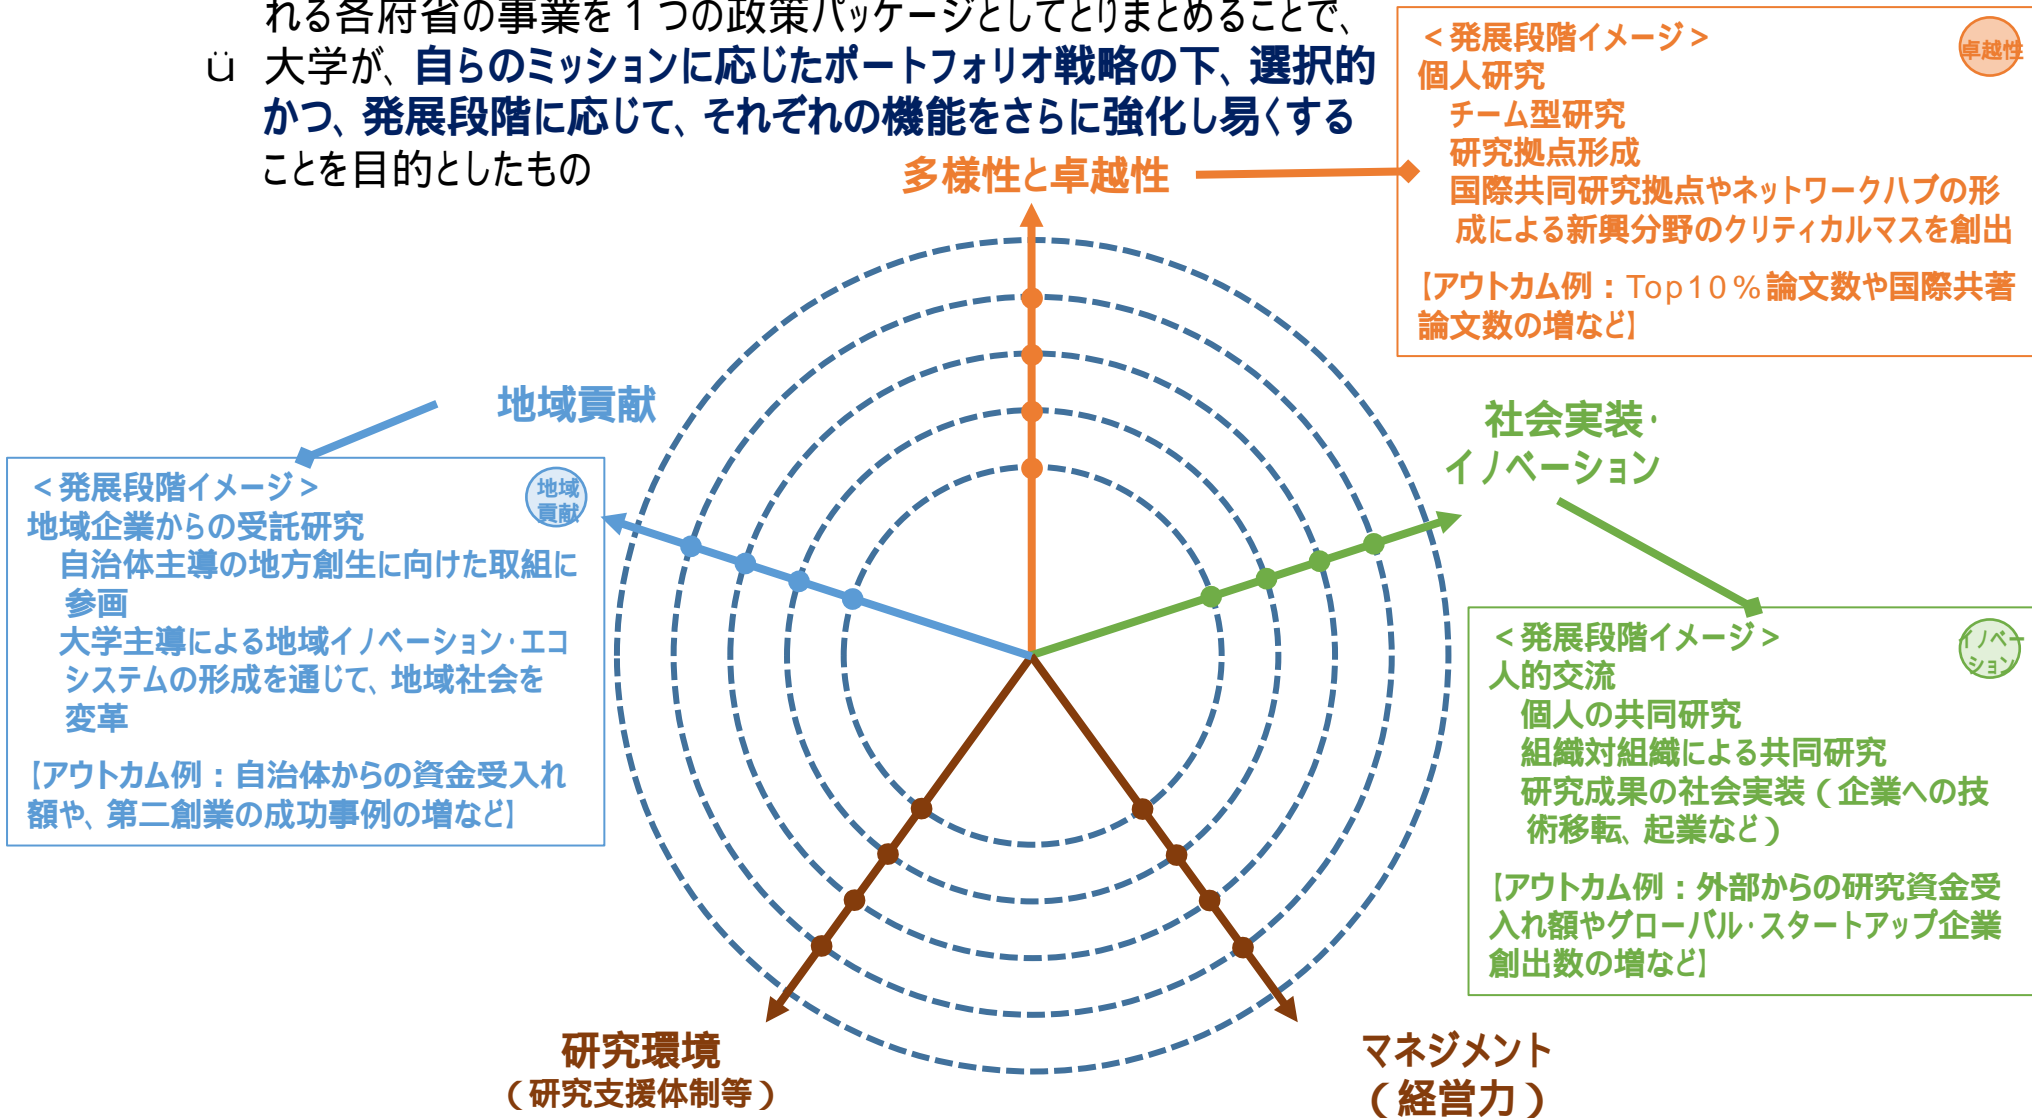 れる各府省の事業を１つの政策パッケージとしてとりまとめることで、
ü 大学が、自らのミッションに応じたポートフォリオ戦略の下、選択的
かつ、発展段階に応じて、それぞれの機能をさらに強化し易くする
ことを目的としたもの
多様性と卓越性
＜発展段階イメージ＞
卓越性
個人研究
チーム型研究
研究拠点形成
国際共同研究拠点やネットワークハブの形
成による新興分野のクリティカルマスを創出
【アウトカム例：Top10％論文数や国際共著
論文数の増など】
地域貢献
＜発展段階イメージ＞
地域
貢献
地域企業からの受託研究
自治体主導の地方創生に向けた取組に
参画
大学主導による地域イノベーション・エコ
システムの形成を通じて、地域社会を
変革
【アウトカム例：自治体からの資金受入れ
額や、第二創業の成功事例の増など】
社会実装・
イノベーション
＜発展段階イメージ＞
イノベー
ション
人的交流
個人の共同研究
組織対組織による共同研究
研究成果の社会実装（企業への技
術移転、起業など）
【アウトカム例：外部からの研究資金受
入れ額やグローバル・スタートアップ企業
創出数の増など】
研究環境
（研究支援体制等）
マネジメント
（経営力）